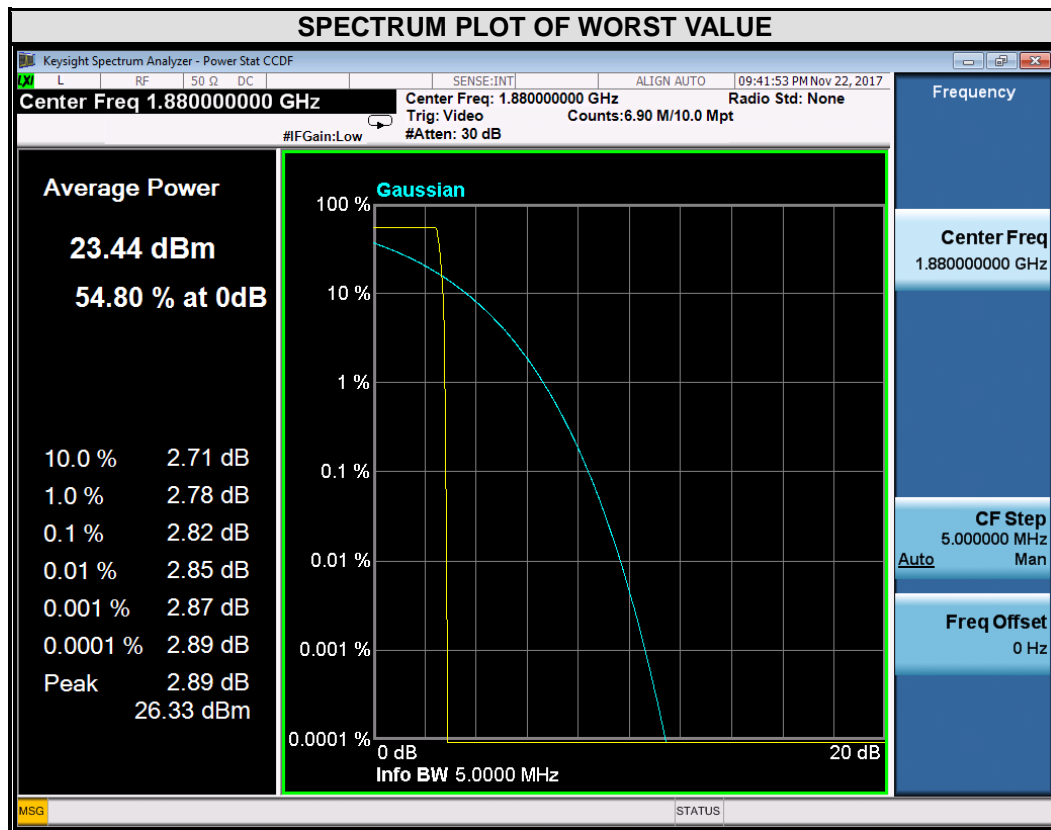 SPECTRUM PLOT OF WORST VALUE
Keysight Spectrum Analyzer - Power Stat CCDF
LXI L RF 50 Ω DC SENSE:INT ALIGN AUTO 09:41:53 PM Nov 22, 2017
Center Freq 1.880000000 GHz
Center Freq: 1.880000000 GHz Radio Std: None
Trig: Video Counts:6.90 M/10.0 Mpt
#IFGain:Low #Atten: 30 dB
Frequency
Average Power
23.44 dBm
54.80 % at 0dB
10.0 % 2.71 dB
1.0 % 2.78 dB
0.1 % 2.82 dB
0.01 % 2.85 dB
0.001 % 2.87 dB
0.0001 % 2.89 dB
Peak 2.89 dB
26.33 dBm
Gaussian
100 %
10 %
1 %
0.1 %
0.01 %
0.001 %
0.0001 %
0 dB 20 dB
Info BW 5.0000 MHz
Center Freq
1.880000000 GHz
CF Step
5.000000 MHz
Auto Man
Freq Offset
0 Hz
MSG STATUS